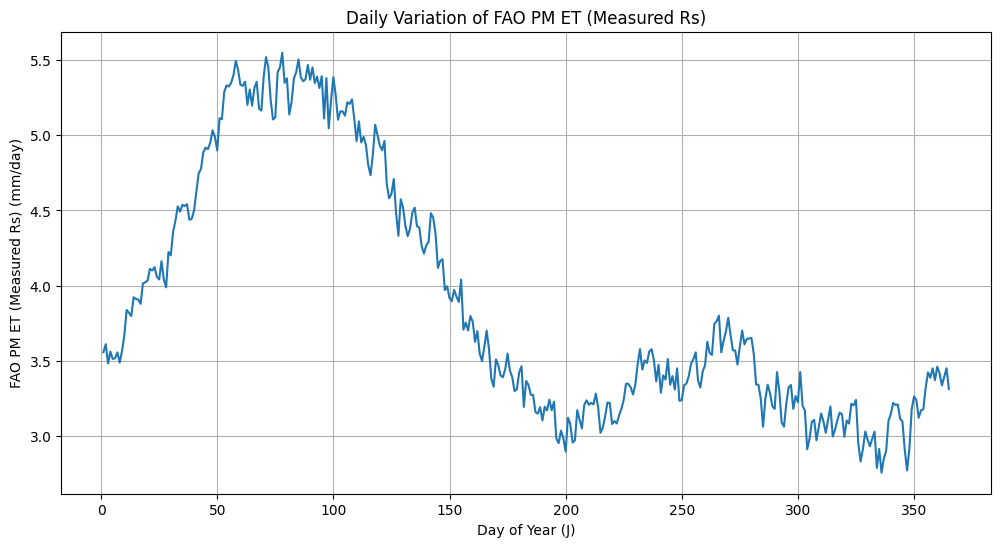 Daily Variation of FAO PM ET (Measured Rs)
FAO PM ET (Measured Rs) (mm/day)
5.5
5.0
4.5
4.0
3.5
3.0
0 50 100 150 200 250 300 350
Day of Year (J)